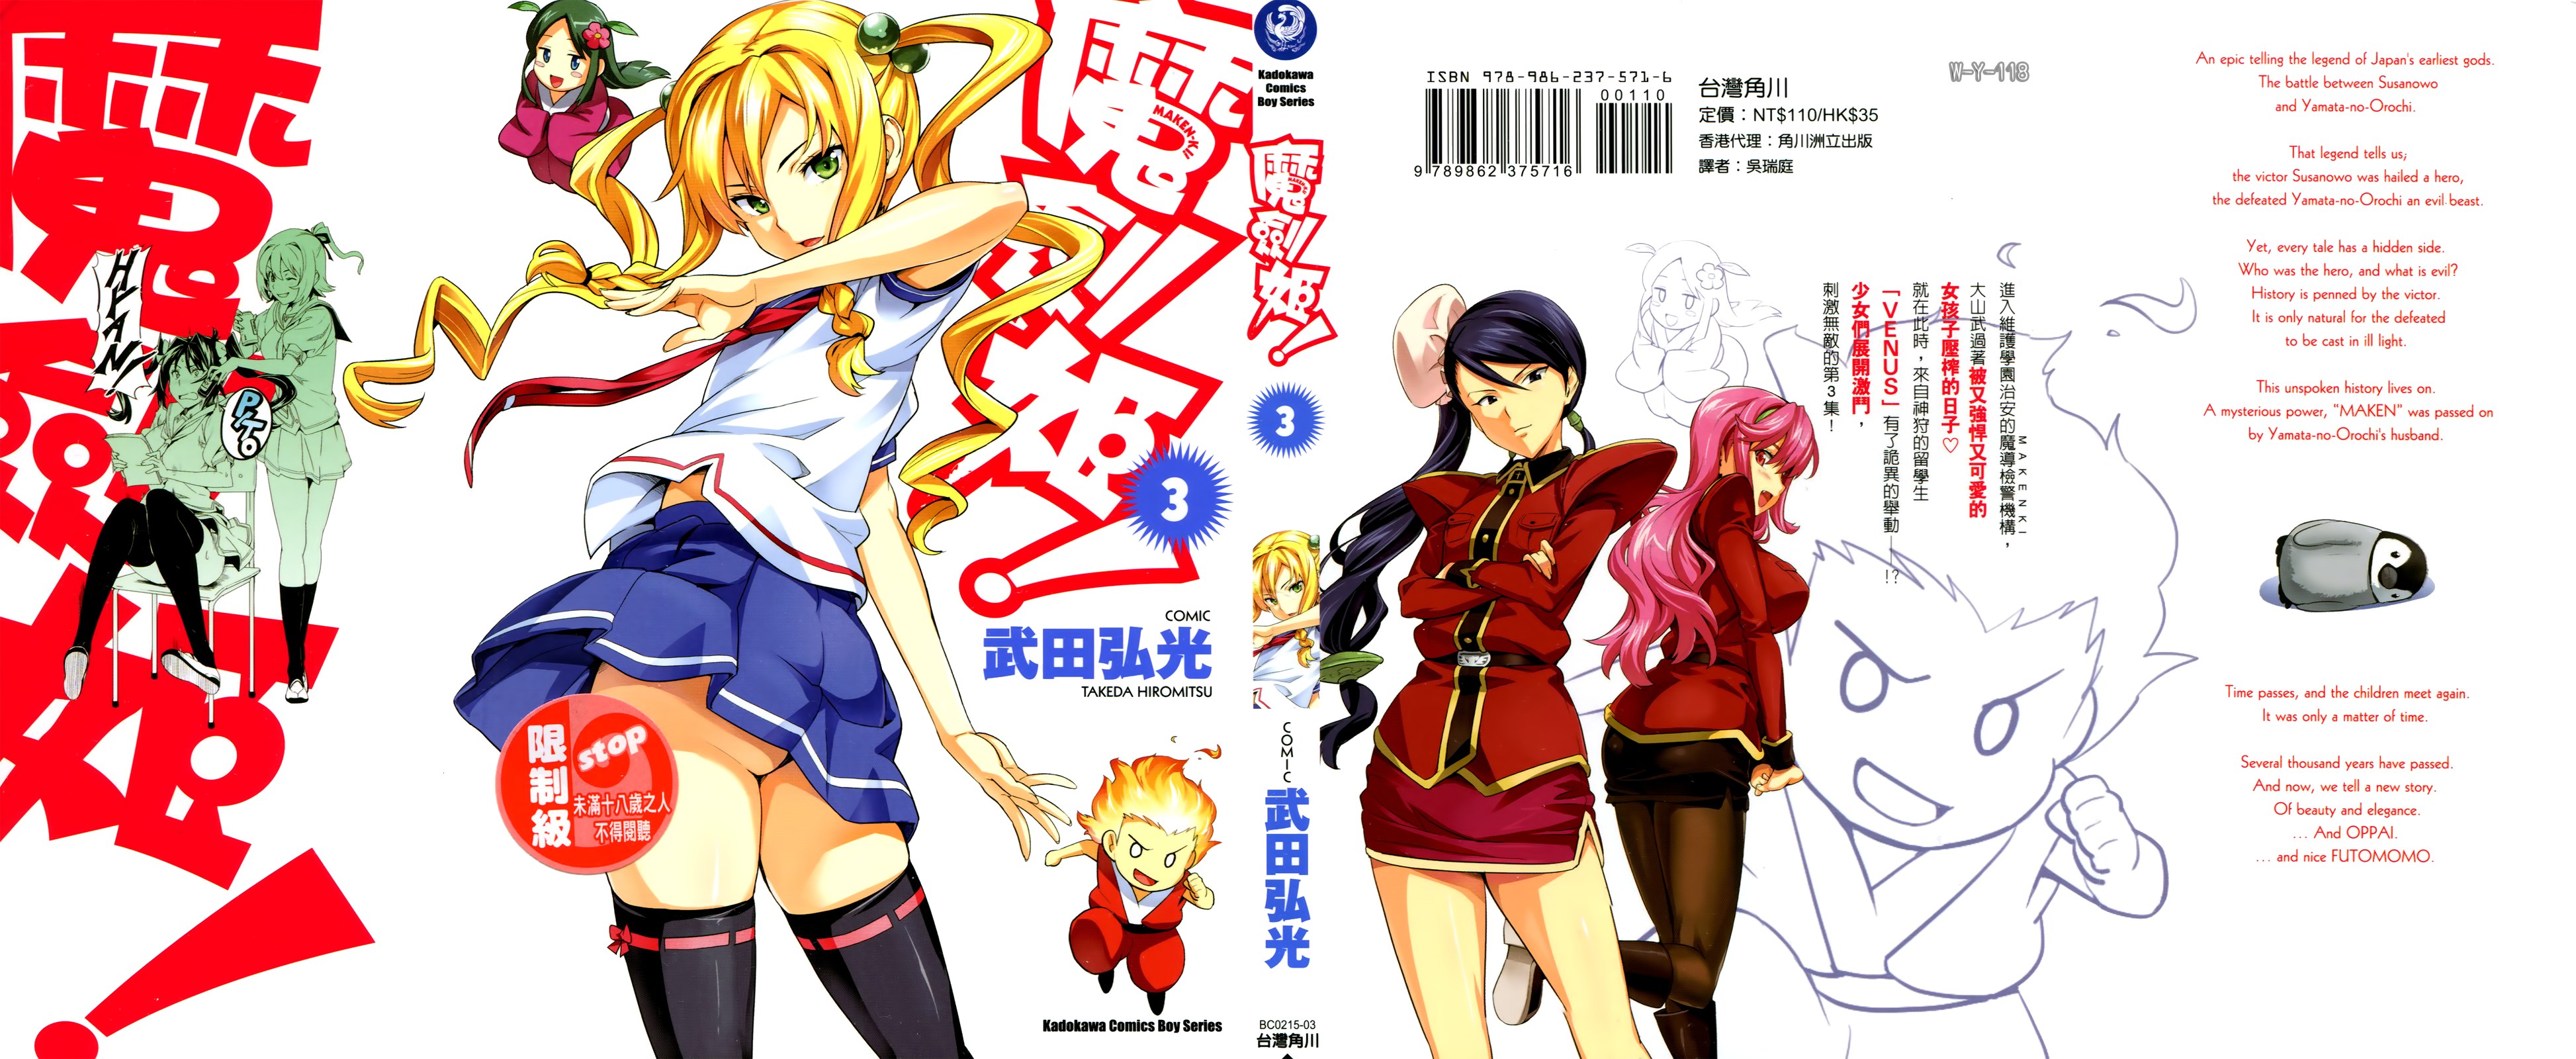 魔劍姬!
HEAN!
PITO
魔劍姬!
MAKEN-KI!
3
COMIC
武田弘光
TAKEDA HIROMITSU
限制級
stop
未滿十八歲之人
不得閱聽
Kadokawa Comics Boy Series
Kadokawa
Comics
Boy Series
魔劍姬!
MAKEN-KI!
3
COMIC
武田弘光
BC0215-03
台灣角川
ISBN 978-986-237-571-6
00110
9 789862 375716
台灣角川
定價：NT$110/HK$35
香港代理：角川洲立出版
譯者：吳瑞庭
W-Y-118
進入維護學園治安的魔導檢警機構，
MAKENKI
大山武過著被又強悍又可愛的
女孩子壓榨的日子♡
就在此時，來自神狩的留學生
「VENUS」有了詭異的舉動—!?
少女們展開激鬥，
刺激無敵的第3集！
An epic telling the legend of Japan's earliest gods.
The battle between Susanowo
and Yamata-no-Orochi.
That legend tells us;
the victor Susanowo was hailed a hero,
the defeated Yamata-no-Orochi an evil beast.
Yet, every tale has a hidden side.
Who was the hero, and what is evil?
History is penned by the victor.
It is only natural for the defeated
to be cast in ill light.
This unspoken history lives on.
A mysterious power, "MAKEN" was passed on
by Yamata-no-Orochi's husband.
Time passes, and the children meet again.
It was only a matter of time.
Several thousand years have passed.
And now, we tell a new story.
Of beauty and elegance.
... And OPPAI.
... and nice FUTOMOMO.